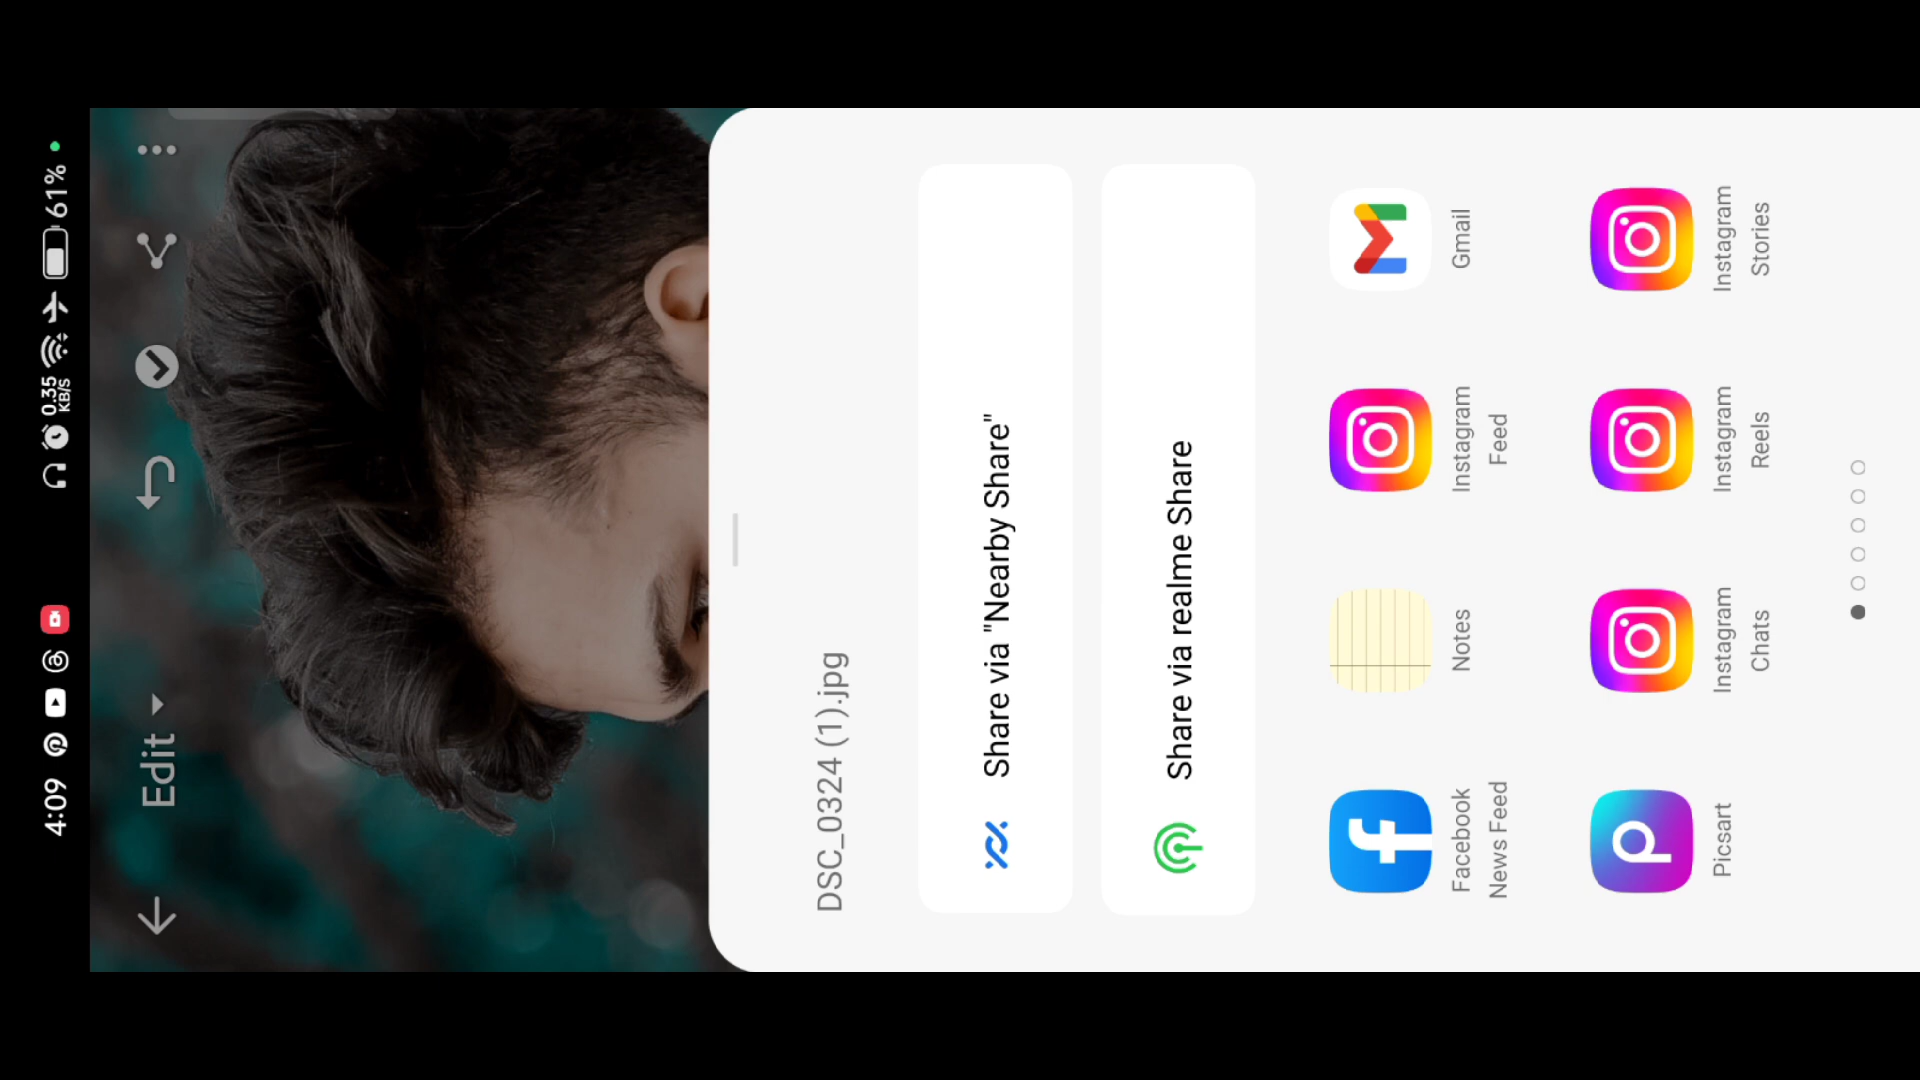 4:09
0.35
KB/S
61%
Edit
DSC_0324 (1).jpg
Share via "Nearby Share"
Share via realme Share
Facebook
News Feed
Notes
Instagram
Feed
Gmail
Picsart
Instagram
Chats
Instagram
Reels
Instagram
Stories